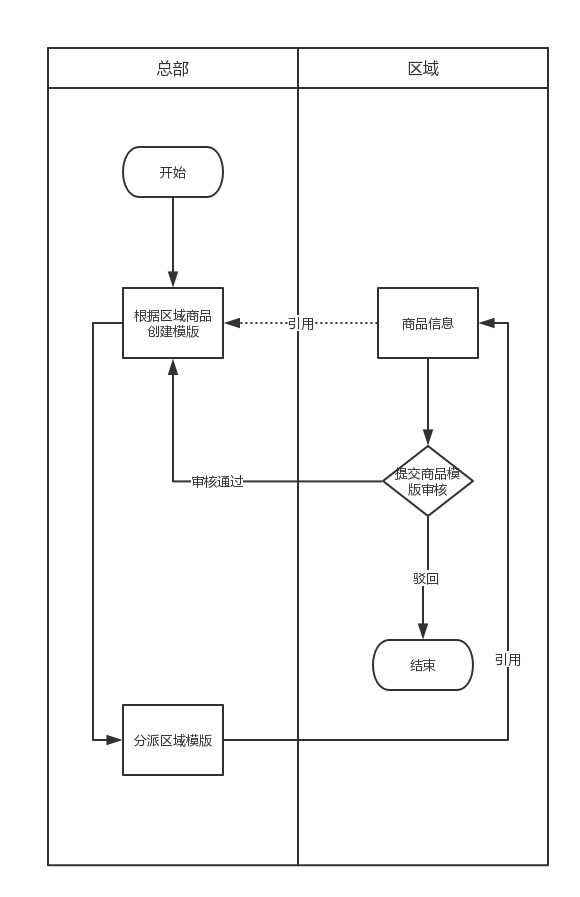 总部
区域
开始
根据区域商品
创建模版
引用
商品信息
提交商品模
版审核
审核通过
驳回
结束
引用
分派区域模版